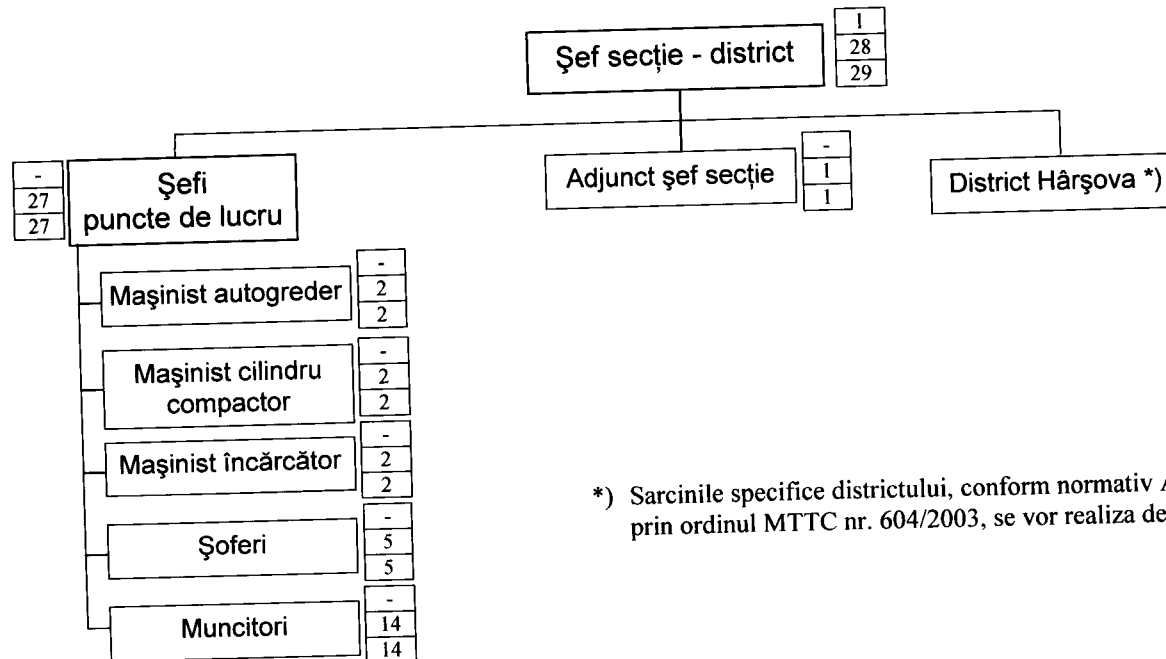 Şef secţie - district
1
28
29
Şefi
puncte de lucru
-
27
27
Adjunct şef secţie
-
1
1
District Hârşova *)
Maşinist autogreder
-
2
2
Maşinist cilindru
compactor
-
2
2
Maşinist încărcător
-
2
2
Şoferi
-
5
5
Muncitori
-
14
14
*) Sarcinile specifice districtului, conform normativ
prin ordinul MTTC nr. 604/2003, se vor realiza de